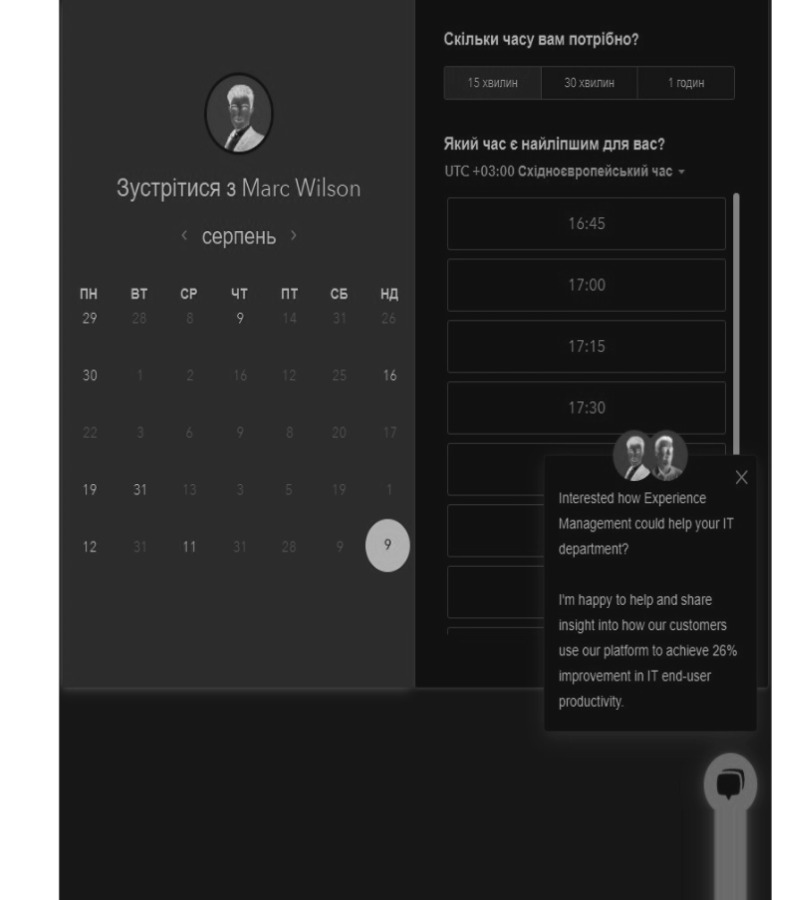 Зустрітися з Marc Wilson
серпень
ПН ВТ СР ЧТ ПТ СБ НД
29 28 8 9 14 31 26
30 1 2 16 12 25 16
22 3 6 9 8 20 17
19 31 13 3 5 19 1
12 31 11 31 28 9 9
Скільки часу вам потрібно?
15 хвилин 30 хвилин 1 годин
Який час є найліпшим для вас?
UTC +03:00 Східноєвропейський час
16:45
17:00
17:15
17:30
Interested how Experience
Management could help your IT
department?
I'm happy to help and share
insight into how our customers
use our platform to achieve 26%
improvement in IT end-user
productivity.